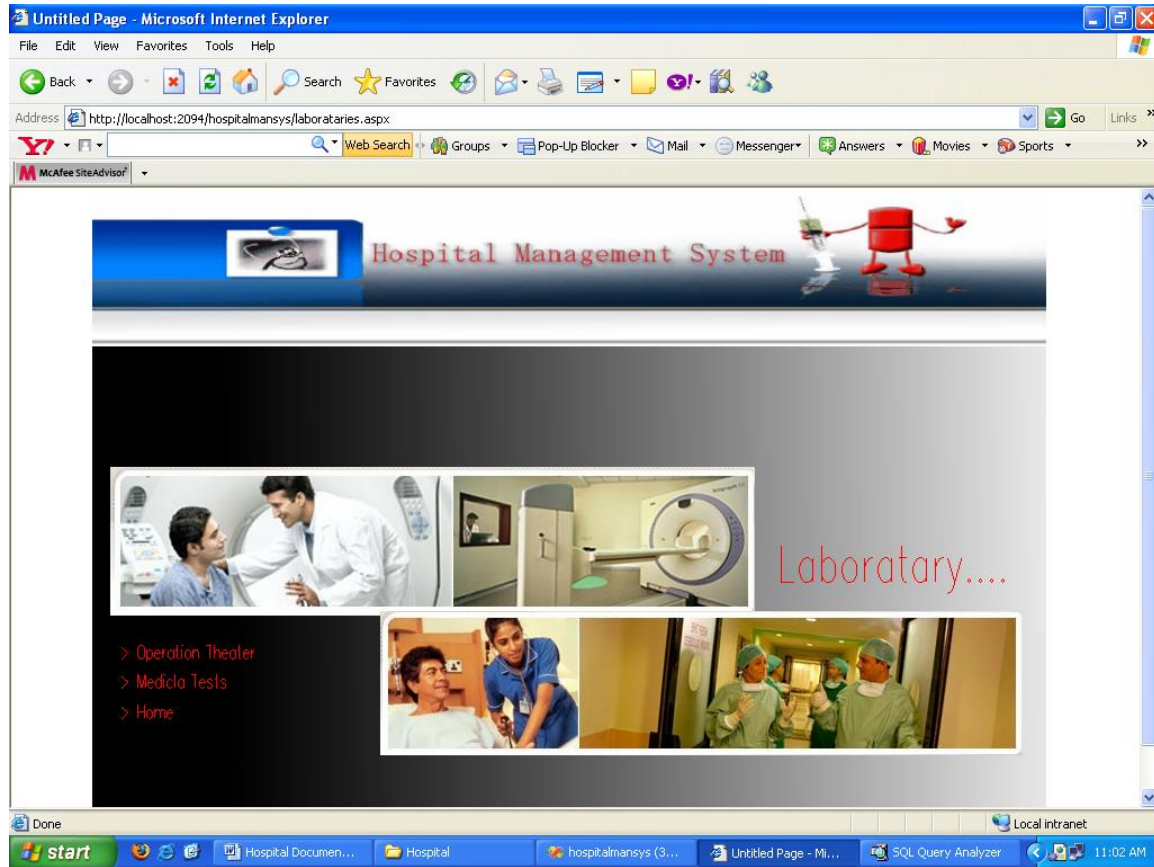 Untitled Page - Microsoft Internet Explorer
File Edit View Favorites Tools Help
Back Search Favorites
Address http://localhost:2094/hospitalmansys/laborataries.aspx Go Links »
Y! Web Search Groups Pop-Up Blocker Mail Messenger Answers Movies Sports »
McAfee SiteAdvisor
Hospital Management System
Laboratary....
> Operation Theater
> Medicla Tests
> Home
Done Local intranet
start Hospital Documen... Hospital hospitalmansys (3... Untitled Page - Mi... SQL Query Analyzer 11:02 AM